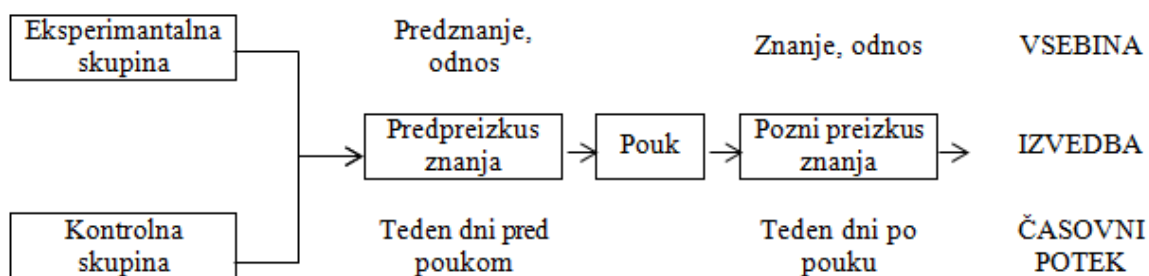 Eksperimantalna
skupina
Predznanje,
odnos
Znanje, odnos
VSEBINA
Predpreizkus
znanja
Pouk
Pozni preizkus
znanja
IZVEDBA
Kontrolna
skupina
Teden dni pred
poukom
Teden dni po
pouku
ČASOVNI
POTEK